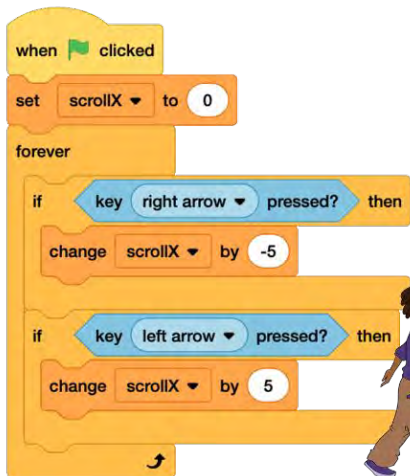 when clicked
set scrollX to 0
forever
if key right arrow pressed? then
change scrollX by -5
if key left arrow pressed? then
change scrollX by 5